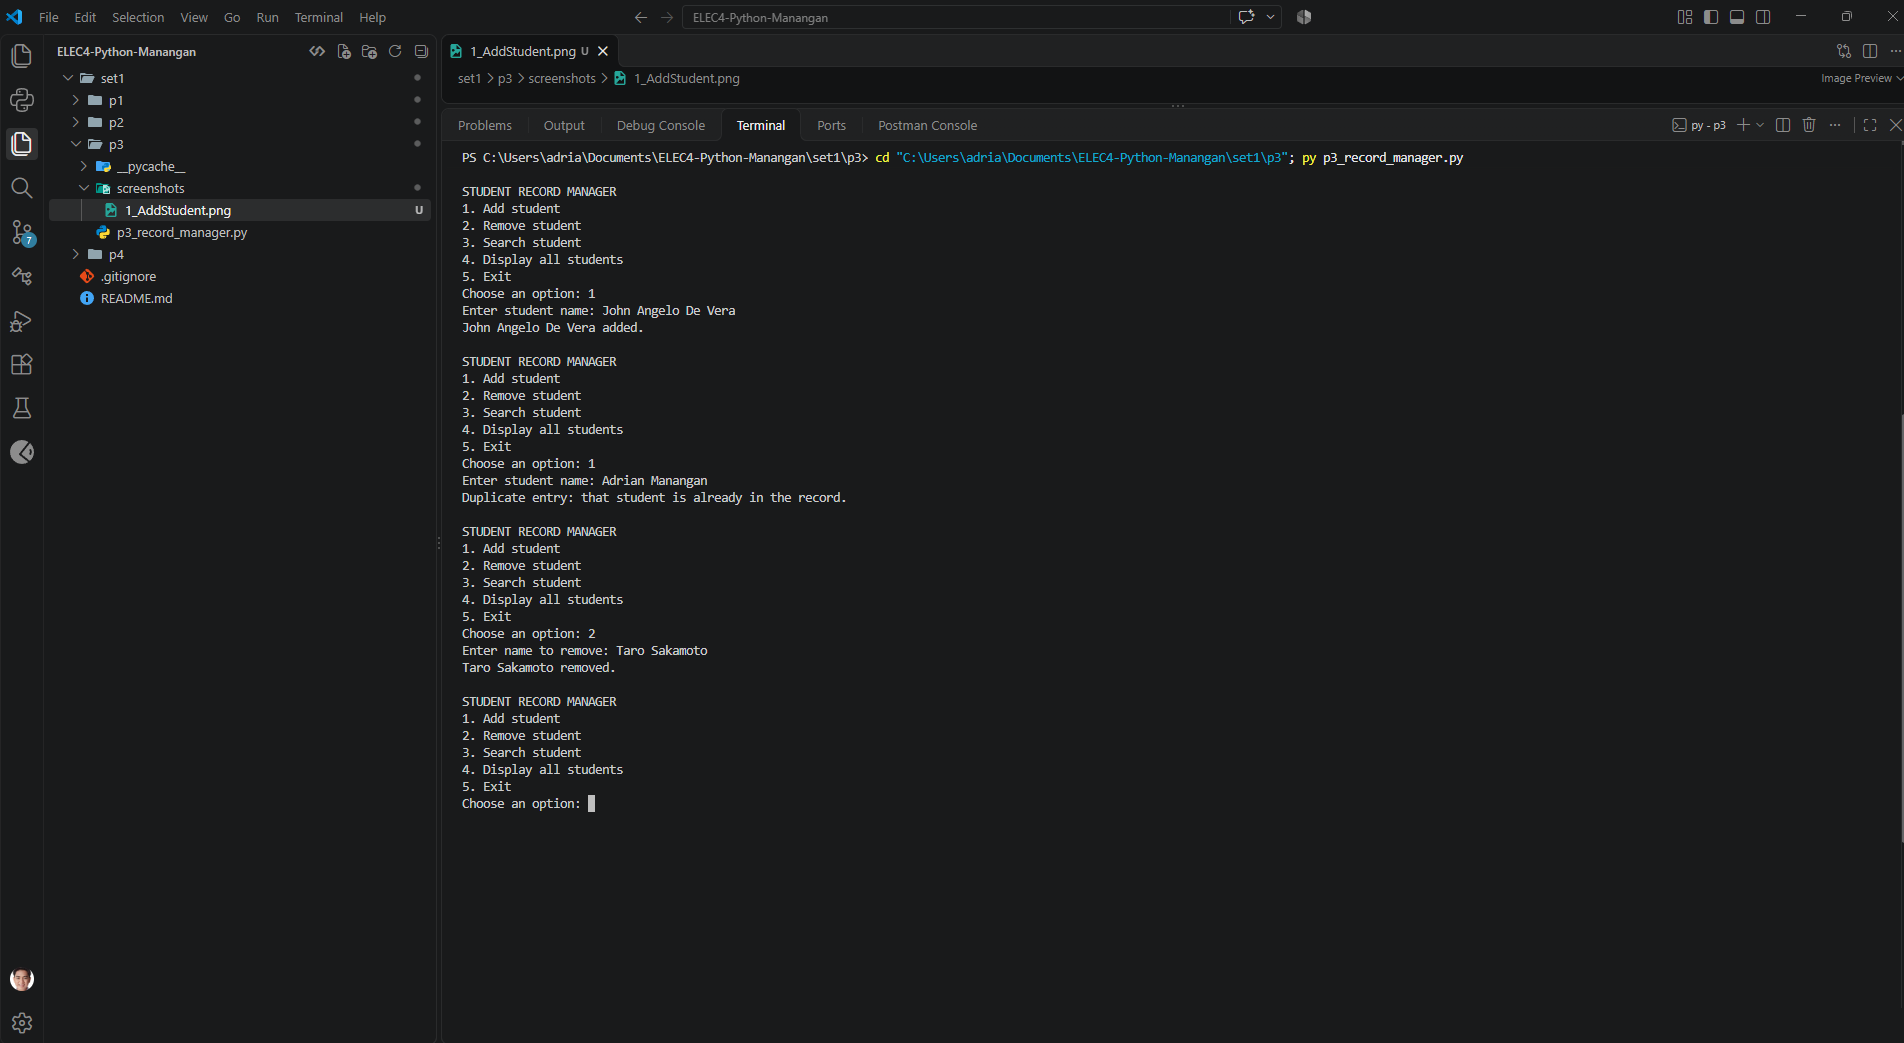 File Edit Selection View Go Run Terminal Help
ELEC4-Python-Manangan
ELEC4-Python-Manangan
set1
p1
p2
p3
__pycache__
screenshots
1_AddStudent.png U
p3_record_manager.py
p4
.gitignore
README.md
7
1_AddStudent.png U
set1 > p3 > screenshots > 1_AddStudent.png
Image Preview
Problems Output Debug Console Terminal Ports Postman Console
py - p3
PS C:\Users\adria\Documents\ELEC4-Python-Manangan\set1\p3> cd "C:\Users\adria\Documents\ELEC4-Python-Manangan\set1\p3"; py p3_record_manager.py
STUDENT RECORD MANAGER
1. Add student
2. Remove student
3. Search student
4. Display all students
5. Exit
Choose an option: 1
Enter student name: John Angelo De Vera
John Angelo De Vera added.
STUDENT RECORD MANAGER
1. Add student
2. Remove student
3. Search student
4. Display all students
5. Exit
Choose an option: 1
Enter student name: Adrian Manangan
Duplicate entry: that student is already in the record.
STUDENT RECORD MANAGER
1. Add student
2. Remove student
3. Search student
4. Display all students
5. Exit
Choose an option: 2
Enter name to remove: Taro Sakamoto
Taro Sakamoto removed.
STUDENT RECORD MANAGER
1. Add student
2. Remove student
3. Search student
4. Display all students
5. Exit
Choose an option: